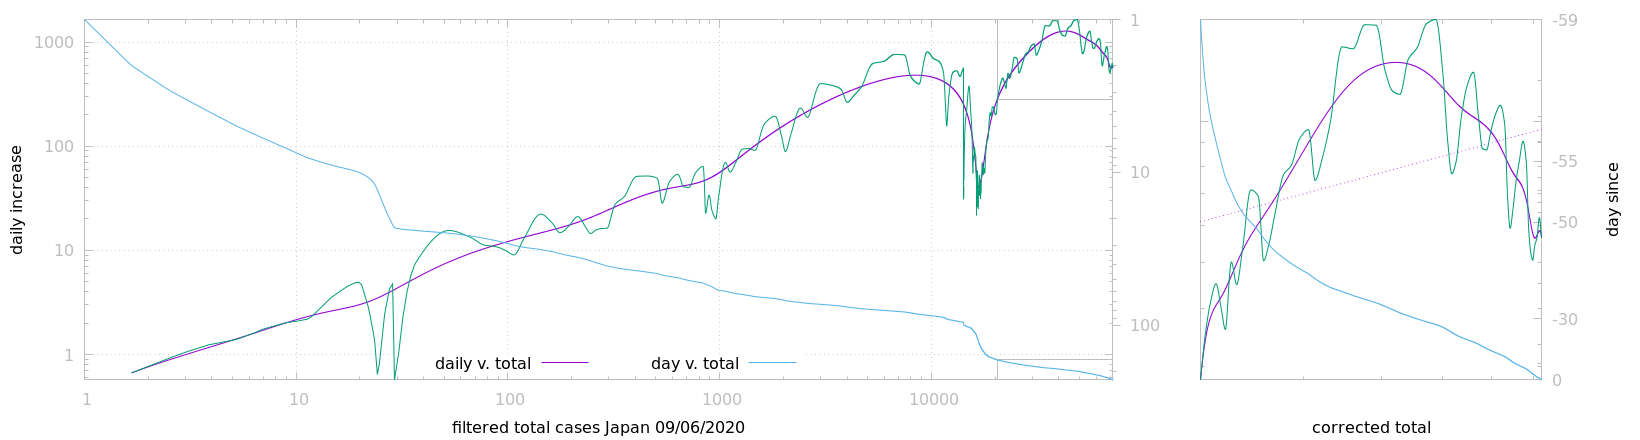 daily increase
1000
100
10
1
1
10
100
1000
10000
filtered total cases Japan 09/06/2020
daily v. total
day v. total
1
10
100
corrected total
-59
-55
-50
-30
0
day since